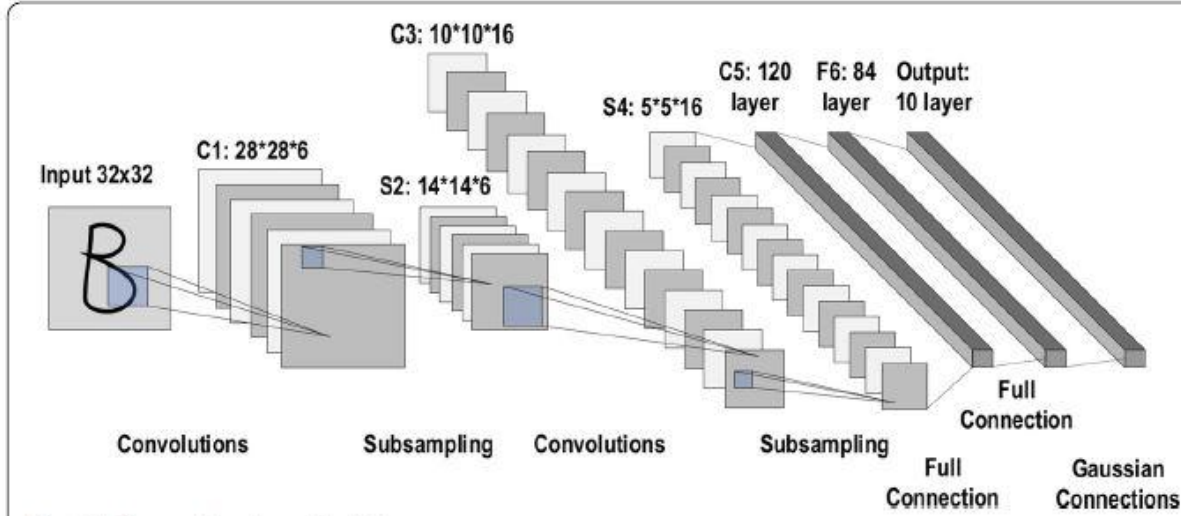 C3: 10*10*16
C5: 120
layer
F6: 84
layer
Output:
10 layer
S4: 5*5*16
C1: 28*28*6
Input 32x32
S2: 14*14*6
B
Full
Connection
Convolutions
Subsampling
Convolutions
Subsampling
Full
Connection
Gaussian
Connections